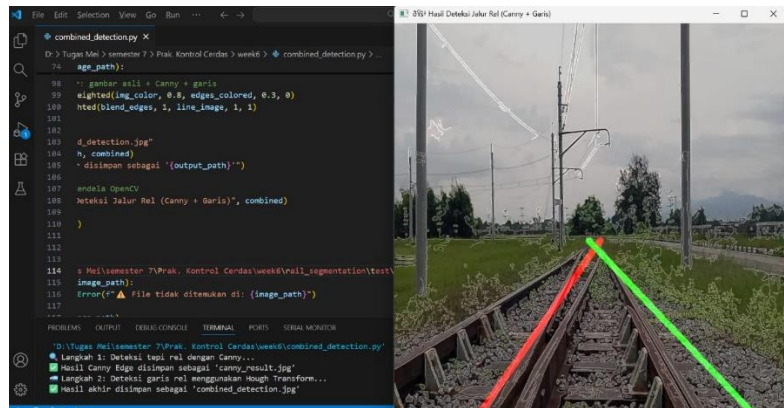 File Edit Selection View Go Run ···
combined_detection.py
D: > Tugas Mei > semester 7 > Prak. Kontrol Cerdas > week6 > combined_detection.py > ...
74 age_path):
98 : gambar asli + Canny + garis
99 eighted(img_color, 0.8, edges_colored, 0.3, 0)
100 hted(blend_edges, 1, line_image, 1, 1)
101
102
103 d_detection.jpg"
104 h, combined)
105 disimpan sebagai '{output_path}'")
106
107 endela OpenCV
108 Deteksi Jalur Rel (Canny + Garis)", combined)
109
110 )
111
112
113
114 s Mei\semester 7\Prak. Kontrol Cerdas\week6\rail_segmentation\test\
115 image_path):
116 Error(f"⚠ File tidak ditemukan di: {image_path}")
117
PROBLEMS OUTPUT DEBUG CONSOLE TERMINAL PORTS SERIAL MONITOR
'D:\Tugas Mei\semester 7\Prak. Kontrol Cerdas\week6\combined_detection.py'
Langkah 1: Deteksi tepi rel dengan Canny...
Hasil Canny Edge disimpan sebagai 'canny_result.jpg'
Langkah 2: Deteksi garis rel menggunakan Hough Transform...
Hasil akhir disimpan sebagai 'combined_detection.jpg'
Hasil Deteksi Jalur Rel (Canny + Garis)